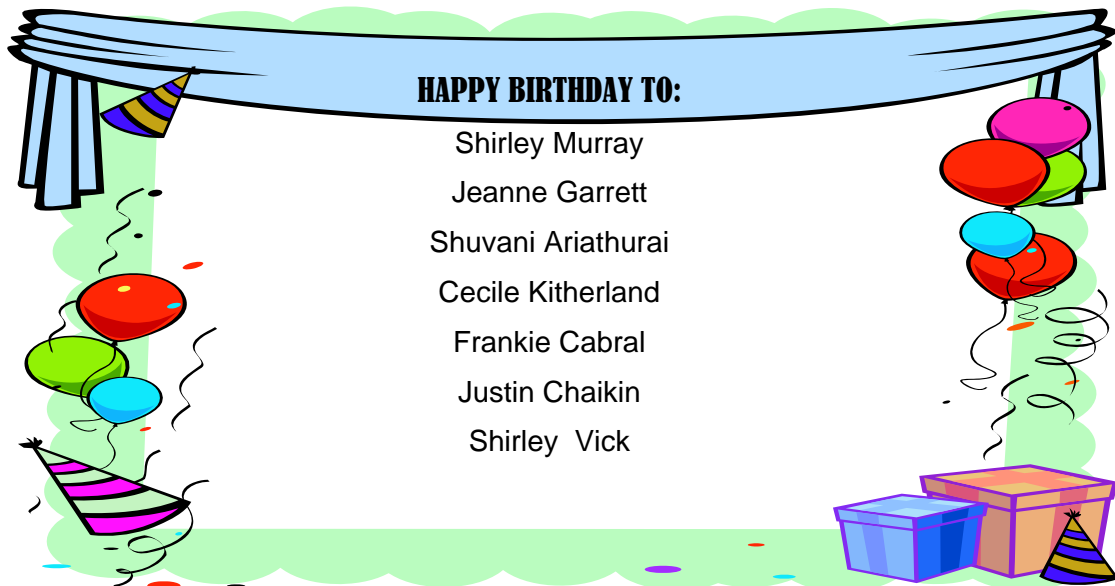 HAPPY BIRTHDAY TO:
Shirley Murray
Jeanne Garrett
Shuvani Ariathurai
Cecile Kitherland
Frankie Cabral
Justin Chaikin
Shirley  Vick